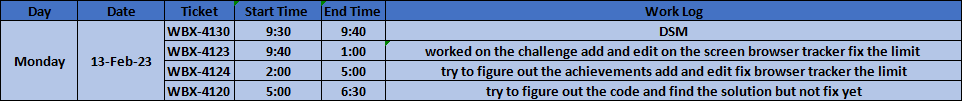 Day Date Ticket Start Time End Time Work Log
WBX-4130 9:30 9:40 DSM
WBX-4123 9:40 1:00 worked on the challenge add and edit on the screen browser tracker fix the limit
Monday 13-Feb-23
WBX-4124 2:00 5:00 try to figure out the achievements add and edit fix browser tracker the limit
WBX-4120 5:00 6:30 try to figure out the code and find the solution but not fix yet